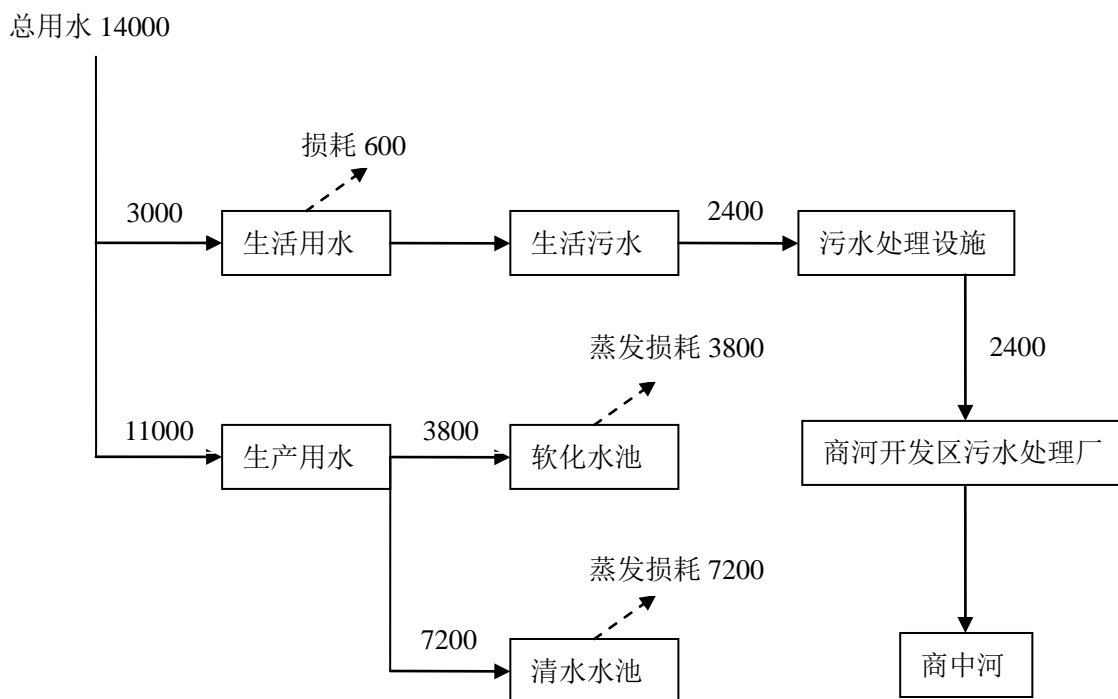 总用水 14000
损耗 600
3000
生活用水
生活污水
2400
污水处理设施
2400
蒸发损耗 3800
11000
生产用水
3800
软化水池
商河开发区污水处理厂
蒸发损耗 7200
7200
清水水池
商中河